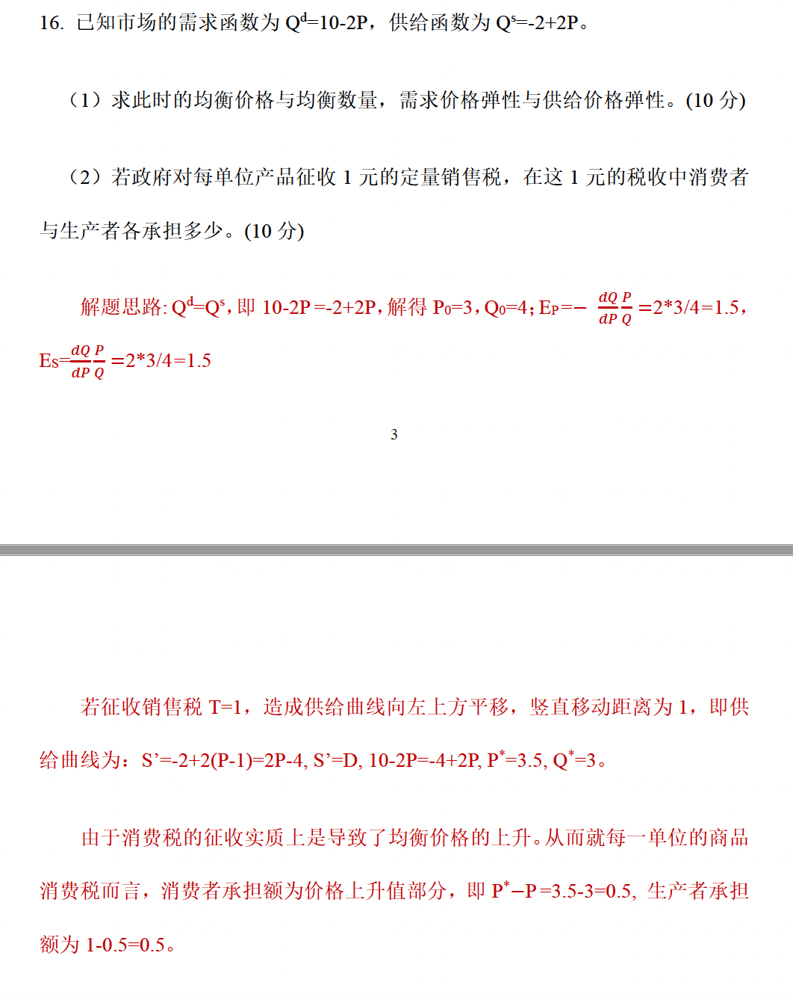 16. 已知市场的需求函数为 Qᵈ=10-2P，供给函数为 Qˢ=-2+2P。
（1）求此时的均衡价格与均衡数量，需求价格弹性与供给价格弹性。(10 分)
（2）若政府对每单位产品征收 1 元的定量销售税，在这 1 元的税收中消费者
与生产者各承担多少。(10 分)
解题思路: Qᵈ=Qˢ，即 10-2P =-2+2P，解得 P₀=3，Q₀=4；Eₚ=− dQ/dP P/Q =2*3/4=1.5，
Es=dQ/dP P/Q =2*3/4=1.5
3
若征收销售税 T=1，造成供给曲线向左上方平移，竖直移动距离为 1，即供
给曲线为：S’=-2+2(P-1)=2P-4, S’=D, 10-2P=-4+2P, P*=3.5, Q*=3。
由于消费税的征收实质上是导致了均衡价格的上升。从而就每一单位的商品
消费税而言，消费者承担额为价格上升值部分，即 P*−P =3.5-3=0.5, 生产者承担
额为 1-0.5=0.5。